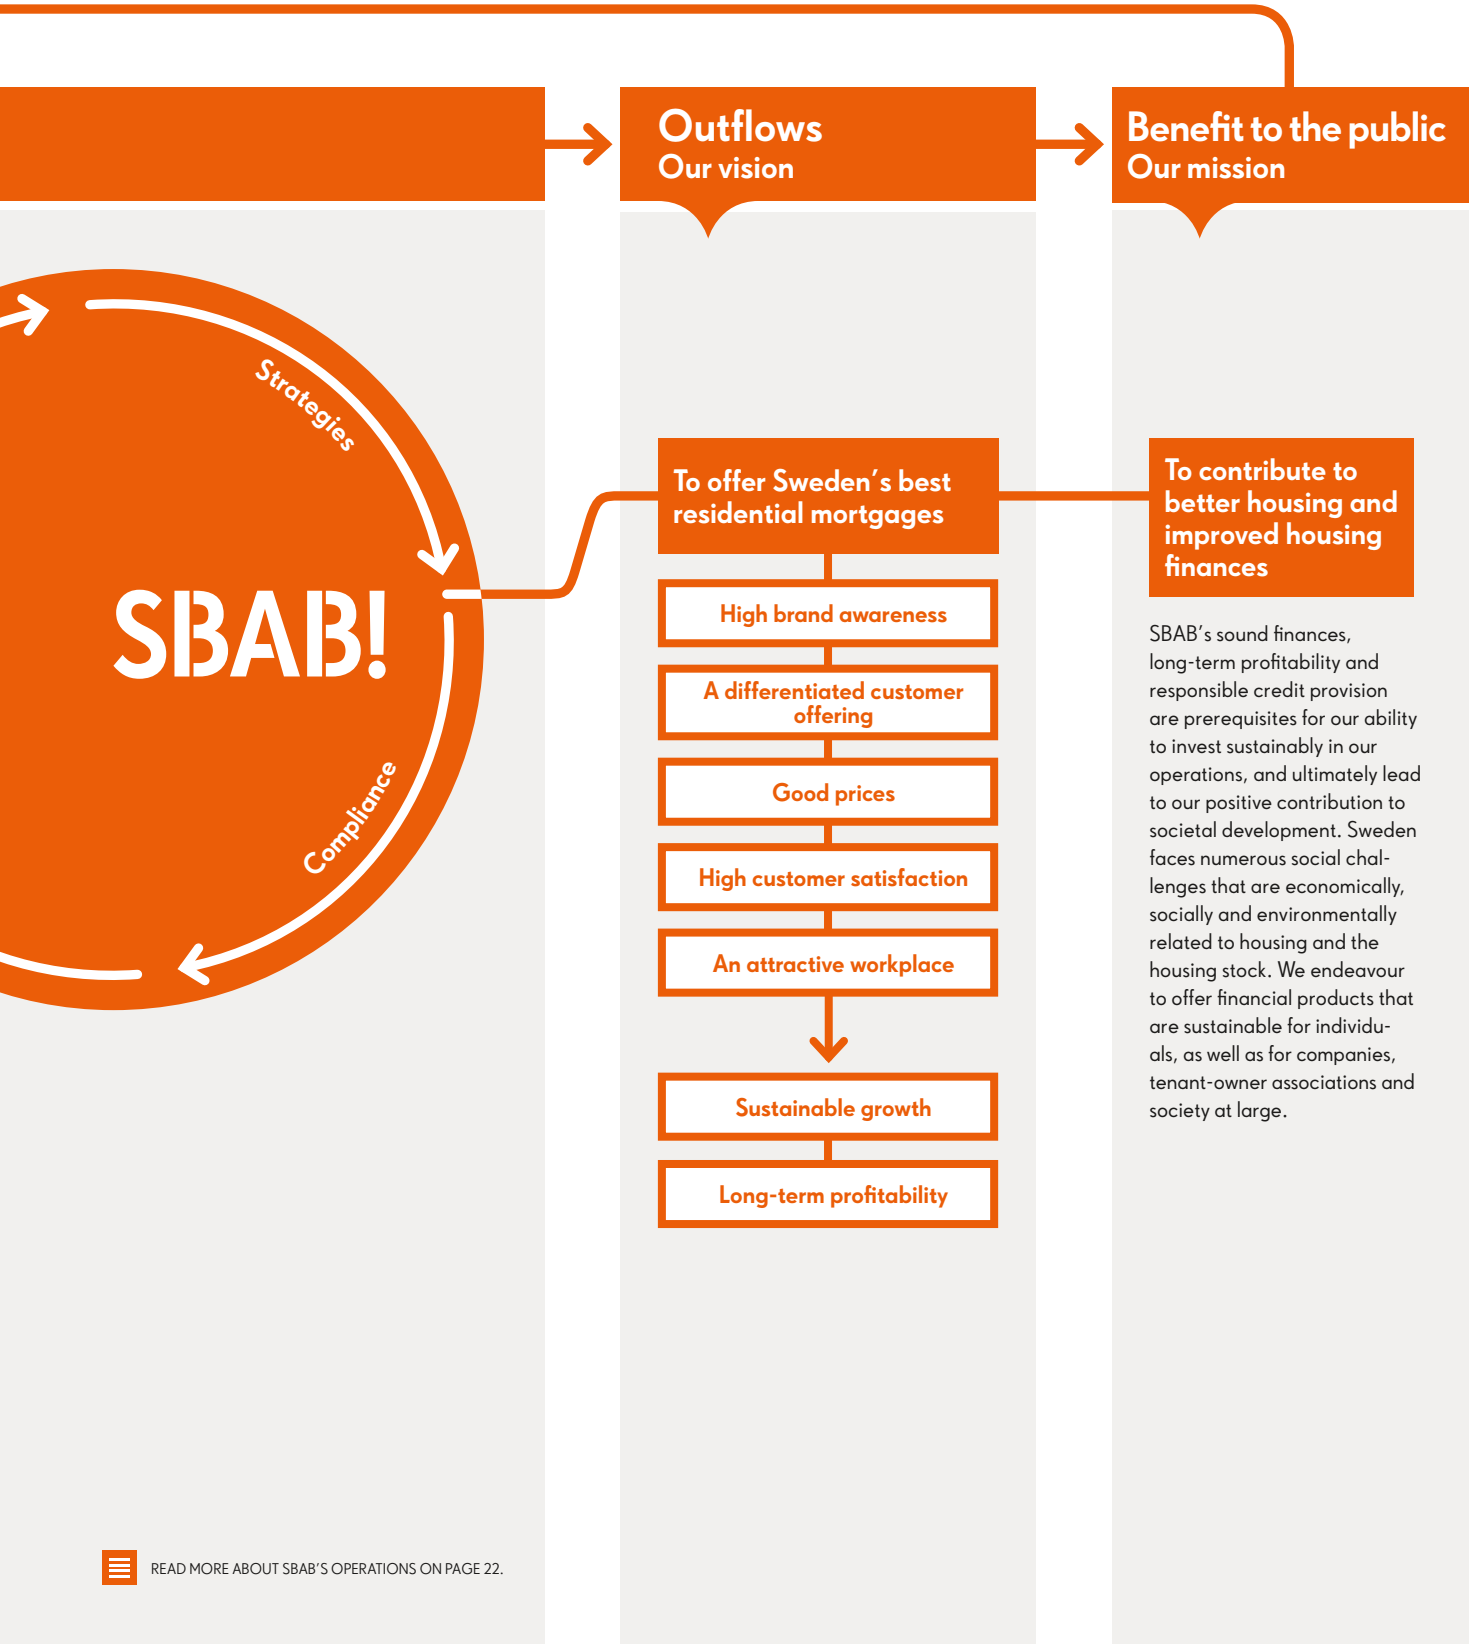 Outflows
Our vision
Benefit to the public
Our mission
Strategies
SBAB!
Compliance
To offer Sweden's best
residential mortgages
High brand awareness
A differentiated customer
offering
Good prices
High customer satisfaction
An attractive workplace
Sustainable growth
Long-term profitability
To contribute to
better housing and
improved housing
finances
SBAB's sound finances,
long-term profitability and
responsible credit provision
are prerequisites for our ability
to invest sustainably in our
operations, and ultimately lead
to our positive contribution to
societal development. Sweden
faces numerous social chal-
lenges that are economically,
socially and environmentally
related to housing and the
housing stock. We endeavour
to offer financial products that
are sustainable for individu-
als, as well as for companies,
tenant-owner associations and
society at large.
READ MORE ABOUT SBAB'S OPERATIONS ON PAGE 22.